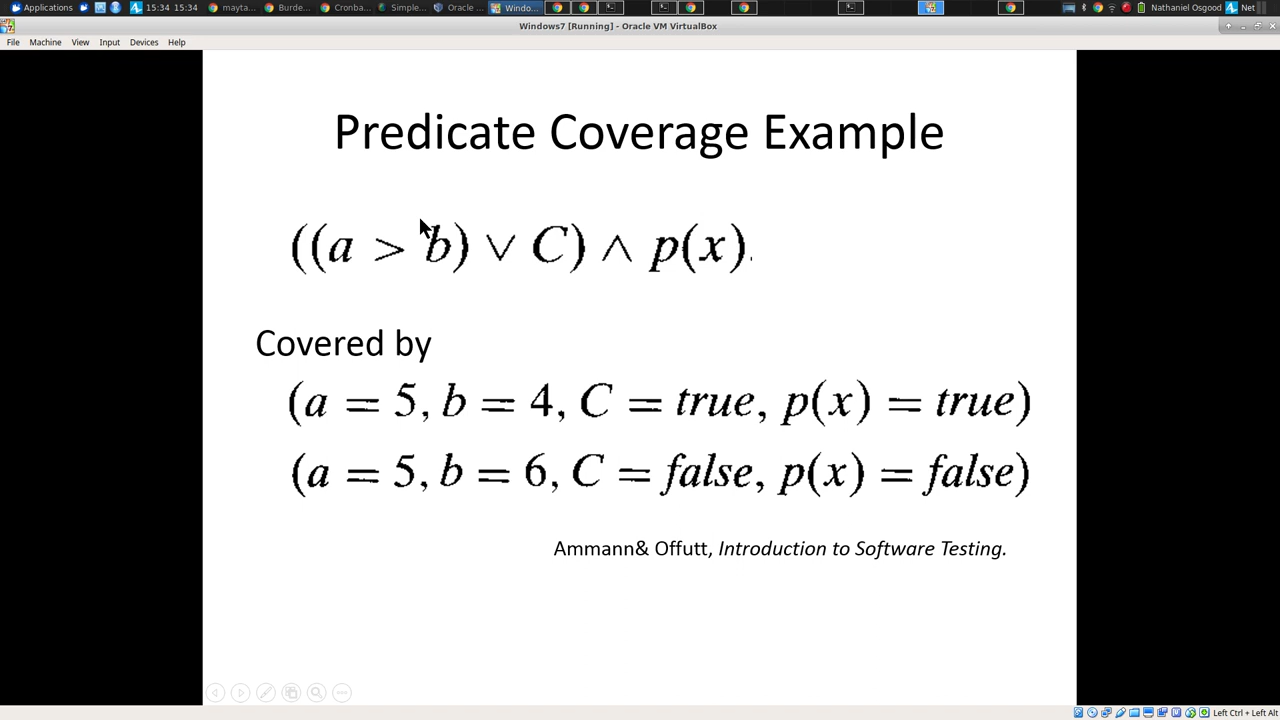 Applications 15:34 15:34 mayta... Burde... Cronba... Simple... Oracle ... Windo... Nathaniel Osgood Net
Windows7 [Running] - Oracle VM VirtualBox
File Machine View Input Devices Help
Predicate Coverage Example
((a > b) ∨ C) ∧ p(x).
Covered by
(a = 5, b = 4, C = true, p(x) = true)
(a = 5, b = 6, C = false, p(x) = false)
Ammann& Offutt, Introduction to Software Testing.
Left Ctrl + Left Alt